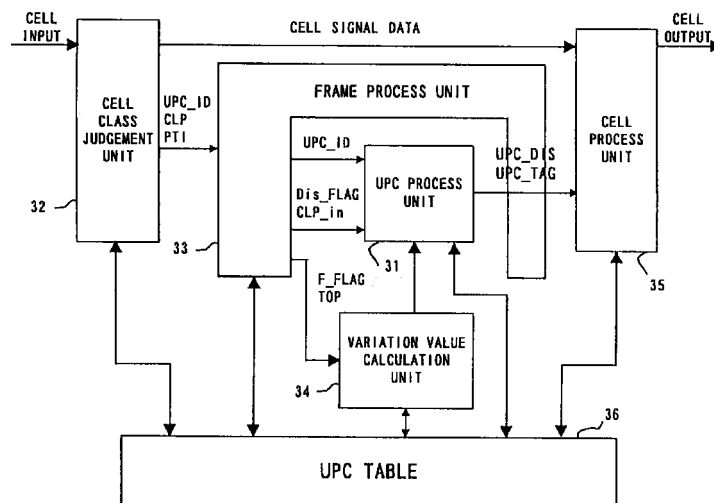 CELL
INPUT
CELL SIGNAL DATA
CELL
OUTPUT
CELL
CLASS
JUDGEMENT
UNIT
32
UPC_ID
CLP
PTI
FRAME PROCESS UNIT
33
UPC_ID
Dis_FLAG
CLP_in
UPC PROCESS
UNIT
31
UPC_DIS
UPC_TAG
CELL
PROCESS
UNIT
35
F_FLAG
TOP
VARIATION VALUE
CALCULATION
UNIT
34
36
UPC TABLE